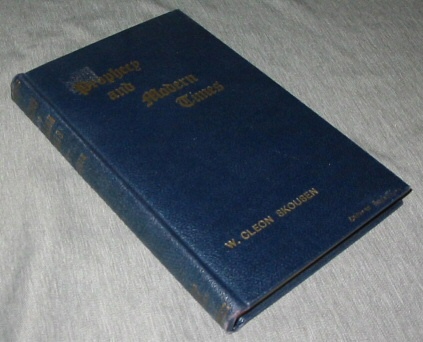 Prophecy
and Modern
Times
W. CLEON SKOUSEN